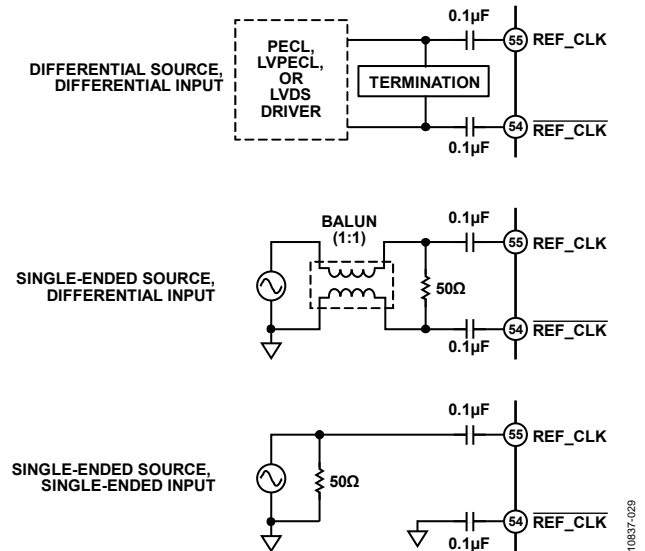 DIFFERENTIAL SOURCE,
DIFFERENTIAL INPUT
PECL,
LVPECL,
OR
LVDS
DRIVER
TERMINATION
0.1µF
55 REF_CLK
54 REF_CLK
0.1µF
SINGLE-ENDED SOURCE,
DIFFERENTIAL INPUT
BALUN
(1:1)
50Ω
0.1µF
55 REF_CLK
54 REF_CLK
0.1µF
SINGLE-ENDED SOURCE,
SINGLE-ENDED INPUT
50Ω
0.1µF
55 REF_CLK
54 REF_CLK
0.1µF
10837-029